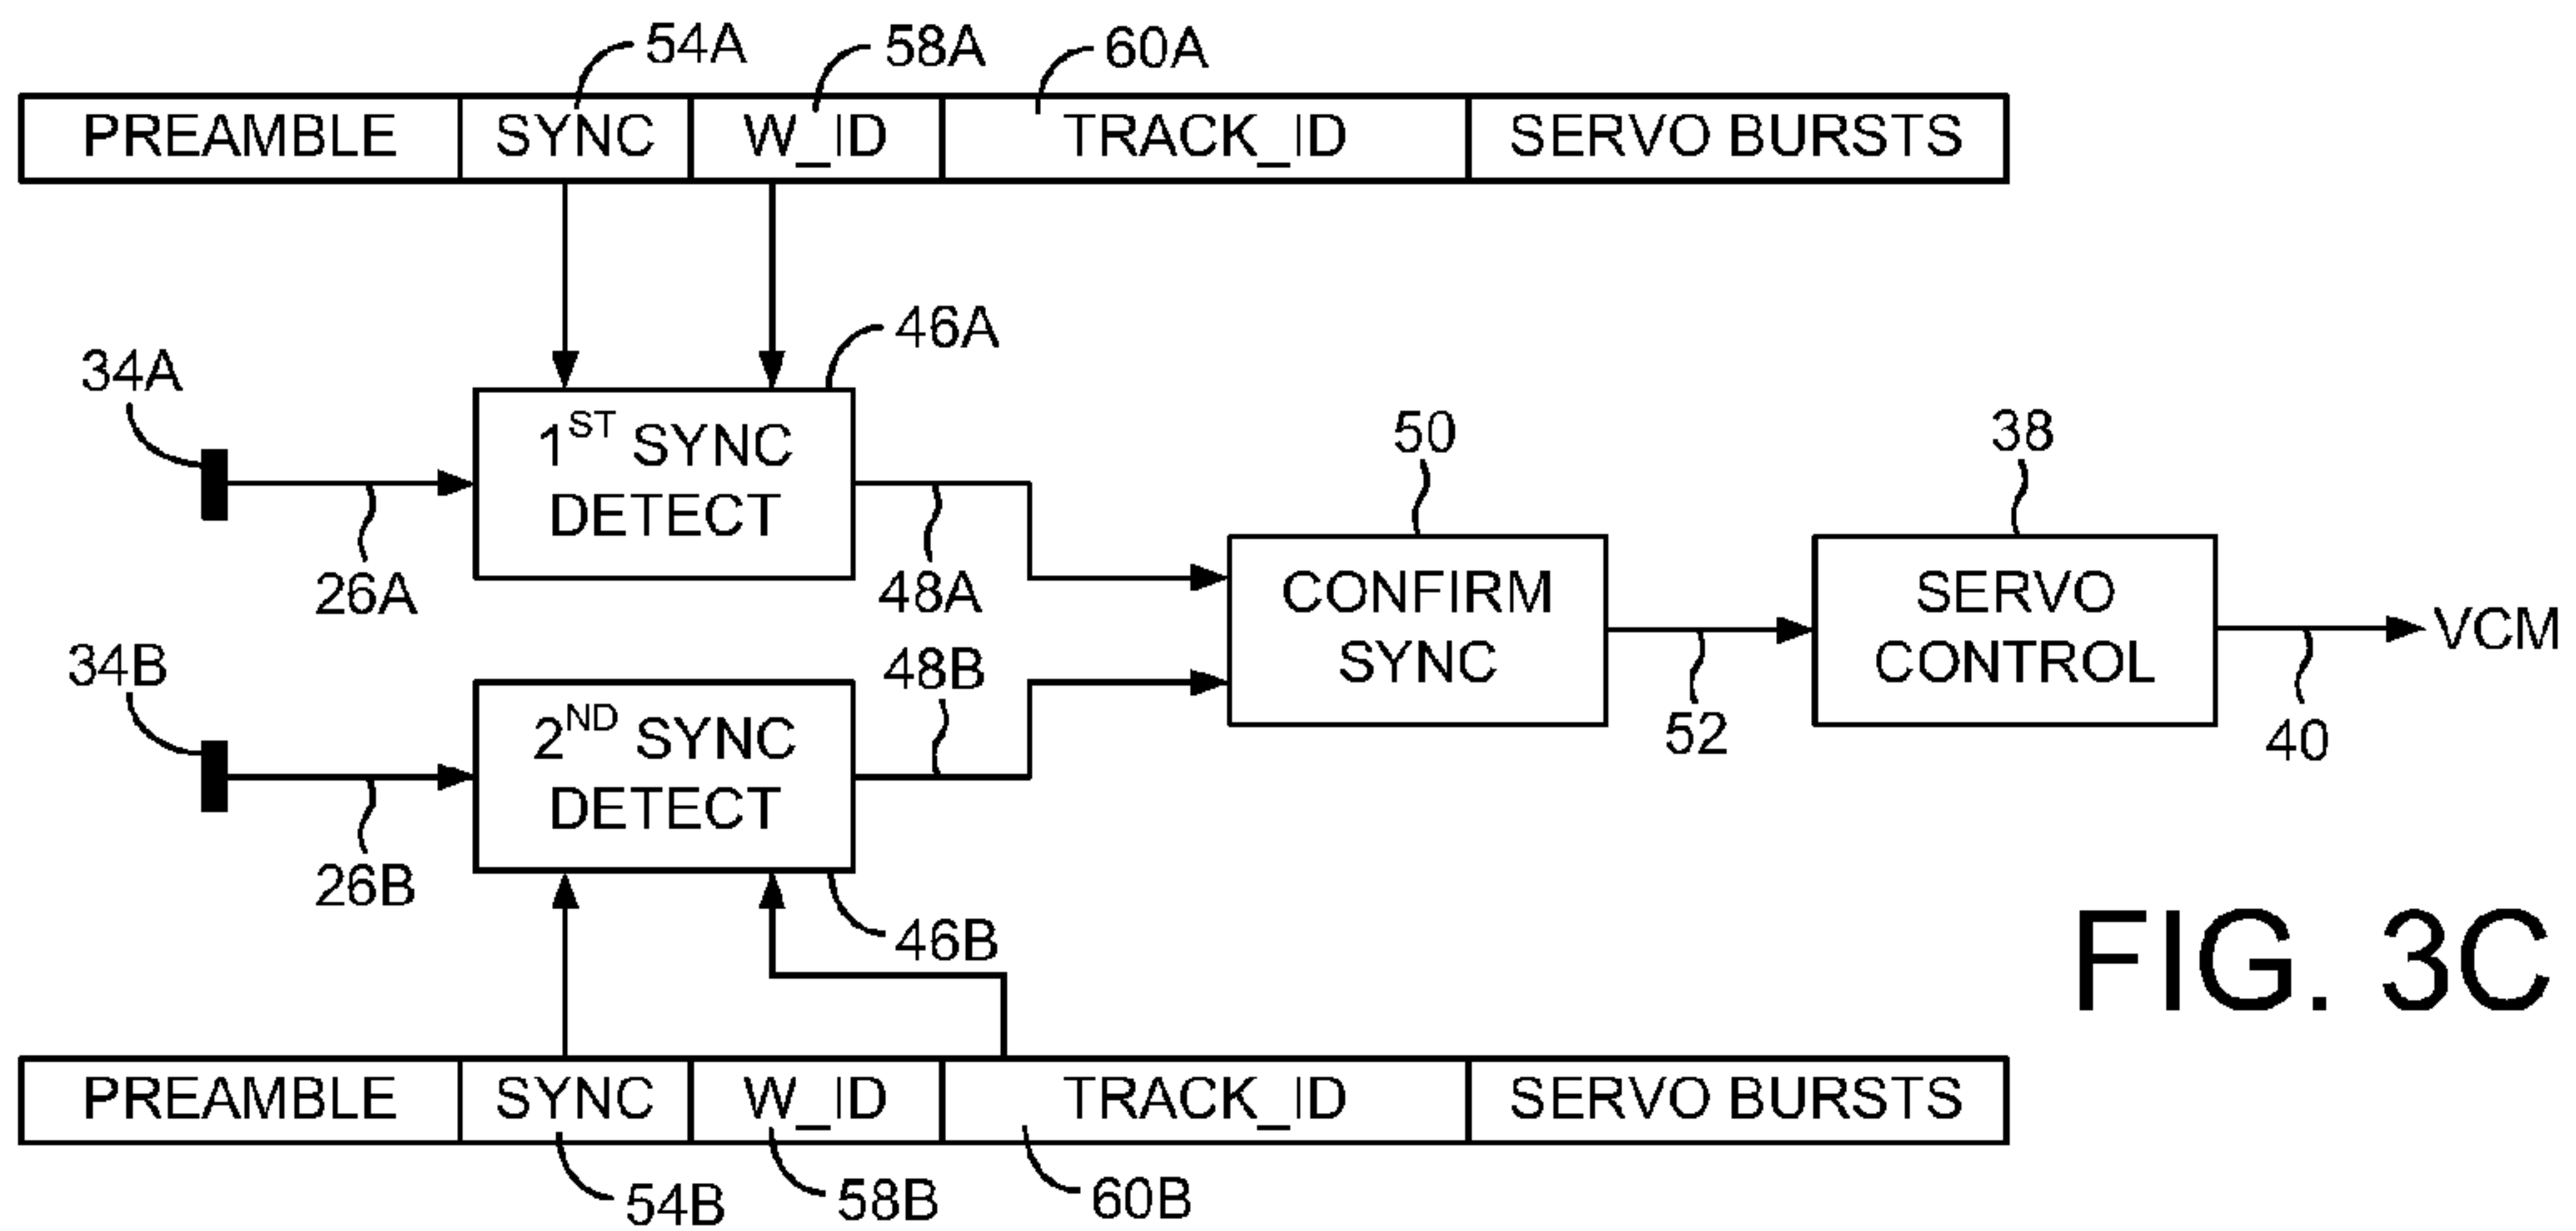 54A 58A 60A
PREAMBLE SYNC W_ID TRACK_ID SERVO BURSTS
46A
34A
1ST SYNC
DETECT
26A
48A
50
38
CONFIRM
SYNC
SERVO
CONTROL
VCM
52
40
34B
2ND SYNC
DETECT
48B
26B
46B
FIG. 3C
PREAMBLE SYNC W_ID TRACK_ID SERVO BURSTS
54B 58B 60B